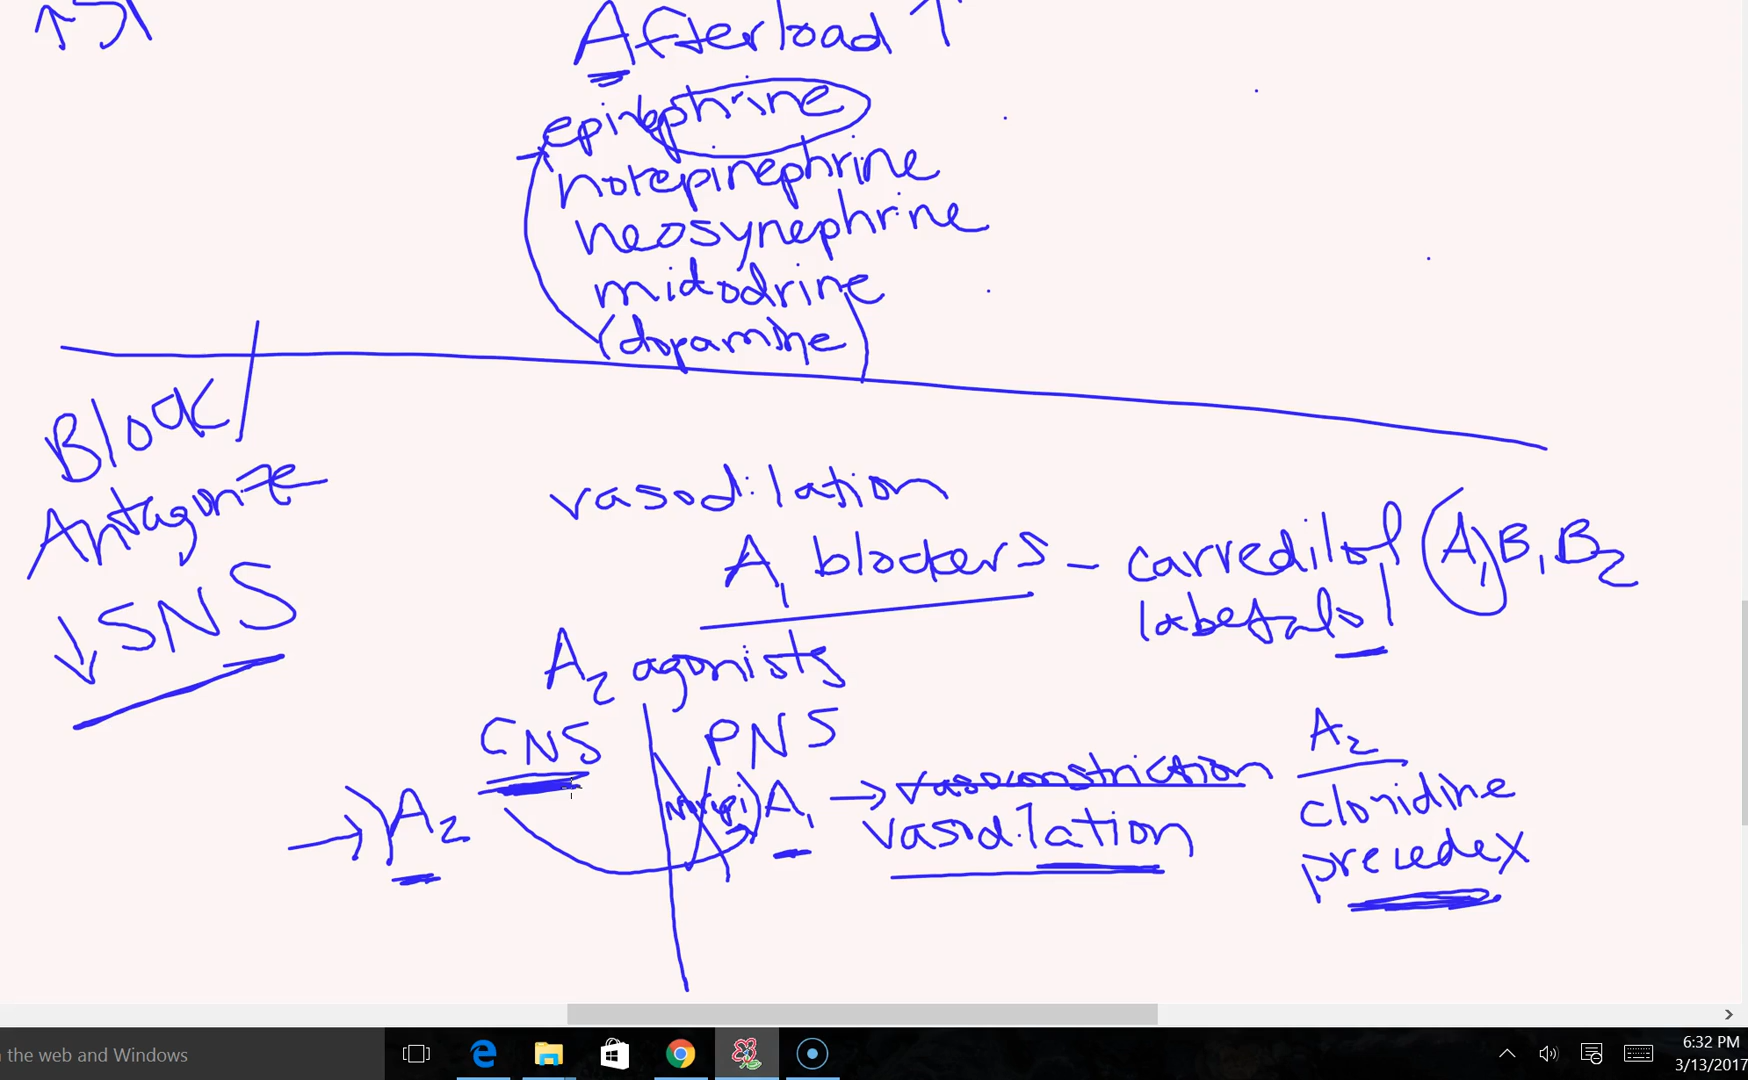 Afterload ↑
epinephrine
norepinephrine
neosynephrine
midodrine
(dopamine)
Block/
Antagonize
↓ SNS
vasodilation
A1 blockers - carvedilol (A1) B1 B2
labetalol
A2 agonists
CNS PNS
→ A2
A1 → vasoconstriction
vasodilation
A2
clonidine
precedex
the web and Windows
6:32 PM
3/13/2017